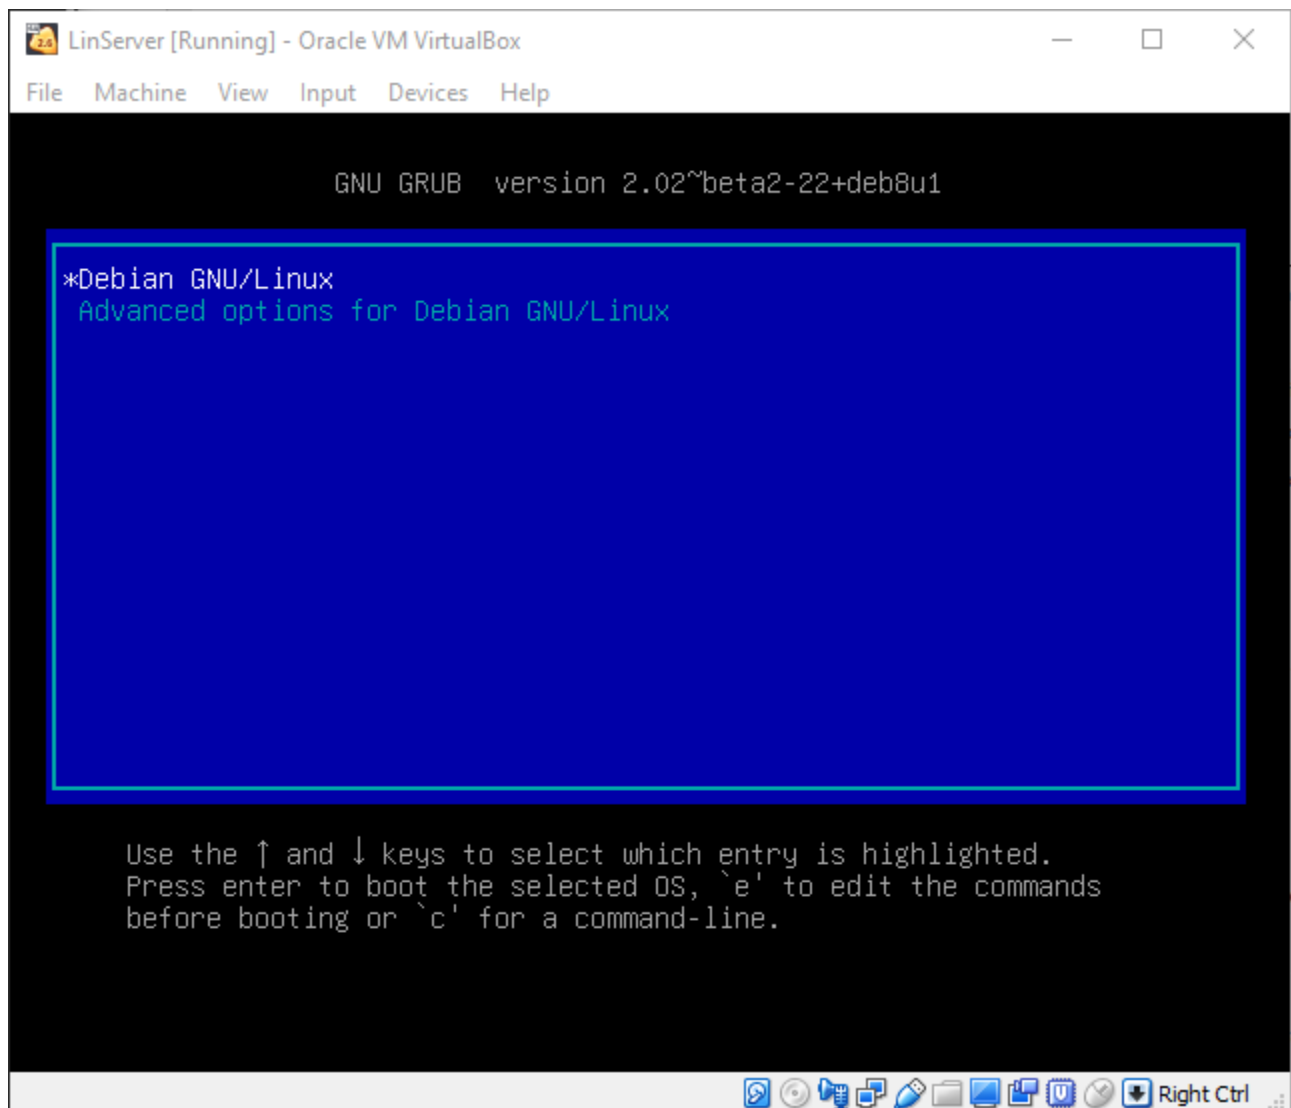 LinServer [Running] - Oracle VM VirtualBox
File Machine View Input Devices Help
GNU GRUB version 2.02~beta2-22+deb8u1
*Debian GNU/Linux
Advanced options for Debian GNU/Linux
Use the ↑ and ↓ keys to select which entry is highlighted.
Press enter to boot the selected OS, `e' to edit the commands
before booting or `c' for a command-line.
Right Ctrl